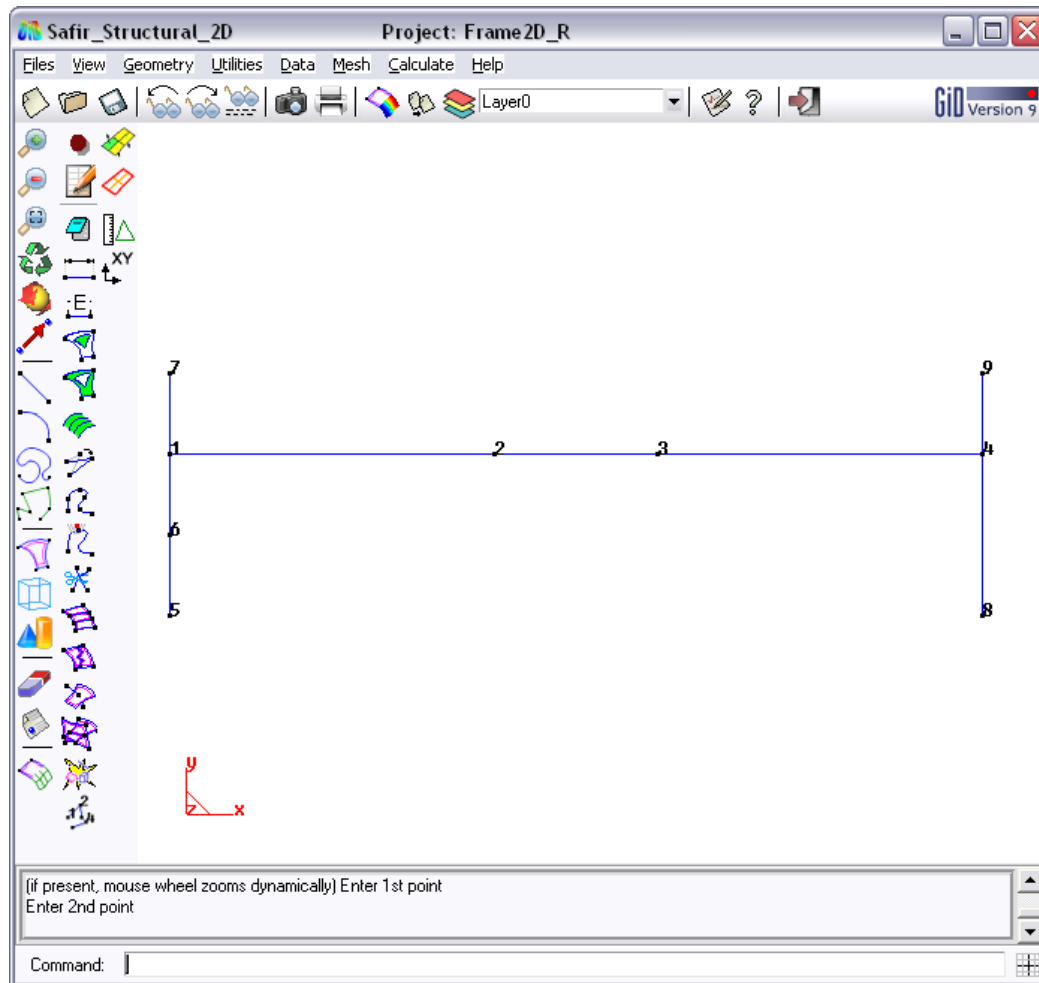 Safir_Structural_2D Project: Frame2D_R
Files View Geometry Utilities Data Mesh Calculate Help
Layer0
GiD Version 9
XY
E
7 9
1 2 3 4
6
5 8
2
y
z x
(if present, mouse wheel zooms dynamically) Enter 1st point
Enter 2nd point
Command: